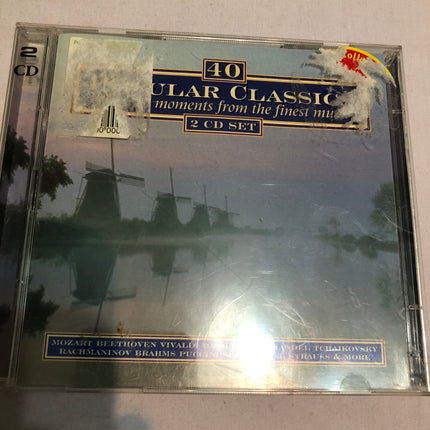 2
CD
40
ULAR CLASSIC
moments from the finest mu
2 CD SET
MOZART BEETHOVEN VIVALDI TCHAIKOVSKY
RACHMANINOV BRAHMS PUCCINI STRAUSS & MORE